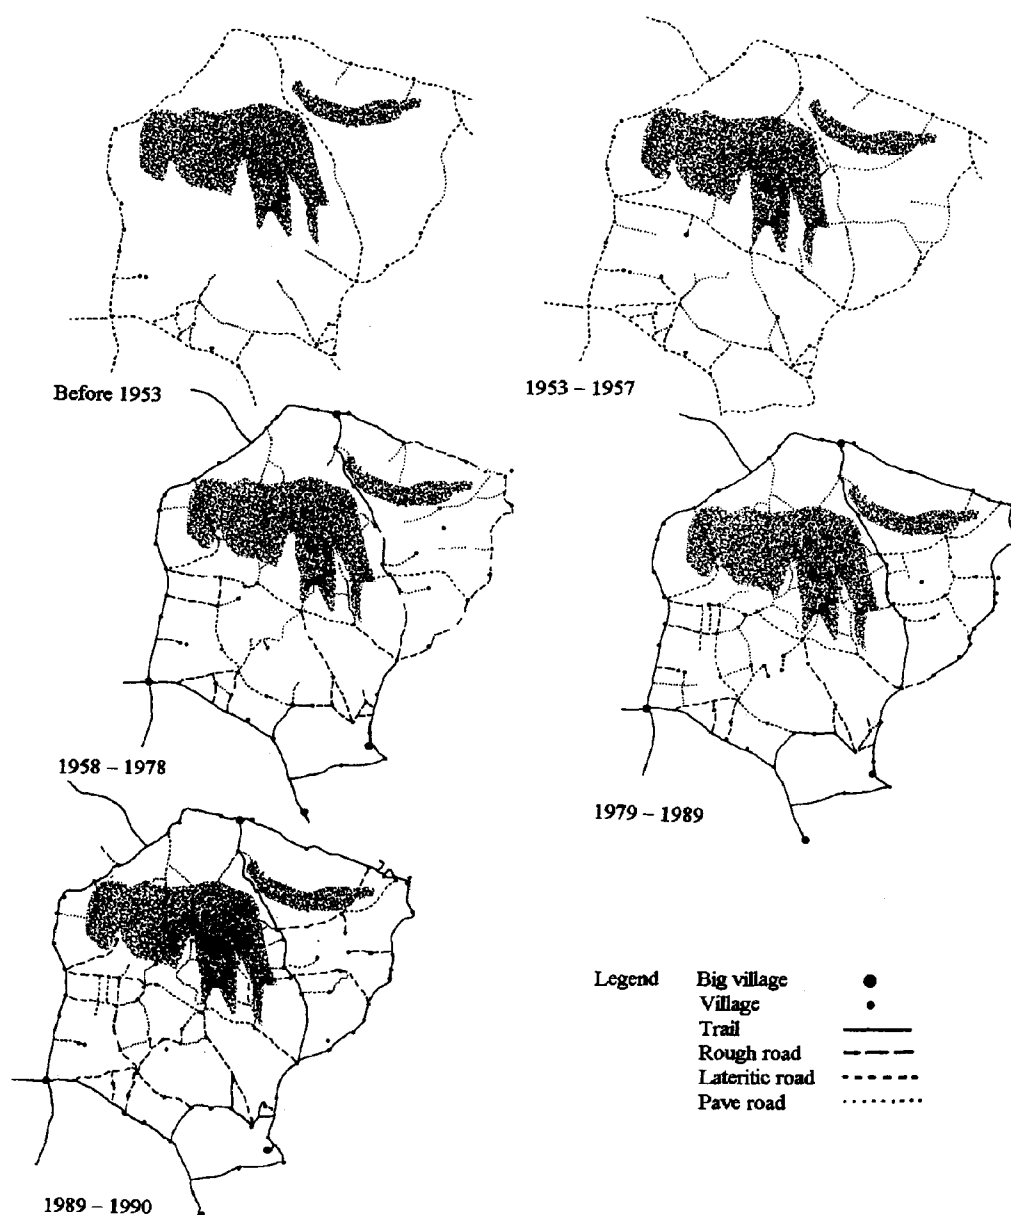 Before 1953
1953 – 1957
1958 – 1978
1979 – 1989
1989 – 1990
Legend
Big village
Village
Trail
Rough road
Lateritic road
Pave road